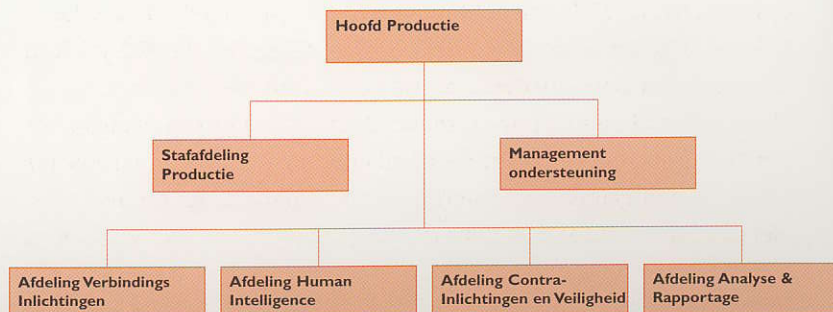 Hoofd Productie
Stafafdeling
Productie
Management
ondersteuning
Afdeling Verbindings
Inlichtingen
Afdeling Human
Intelligence
Afdeling Contra-
Inlichtingen en Veiligheid
Afdeling Analyse &
Rapportage